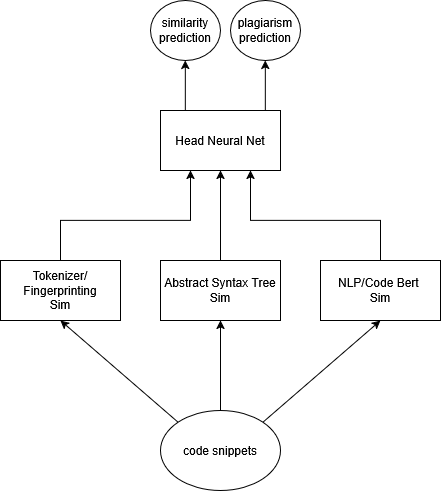 similarity
prediction
plagiarism
prediction
Head Neural Net
Tokenizer/
Fingerprinting
Sim
Abstract Syntax Tree
Sim
NLP/Code Bert
Sim
code snippets